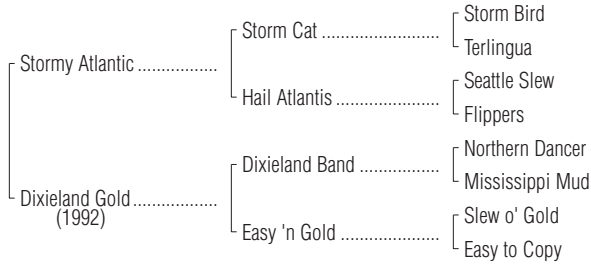 Storm Bird
Storm Cat ........................
Terlingua
Stormy Atlantic ................
Seattle Slew
Hail Atlantis .....................
Flippers
Northern Dancer
Dixieland Band ................
Mississippi Mud
Dixieland Gold.................
(1992)
Slew o' Gold
Easy 'n Gold ....................
Easy to Copy